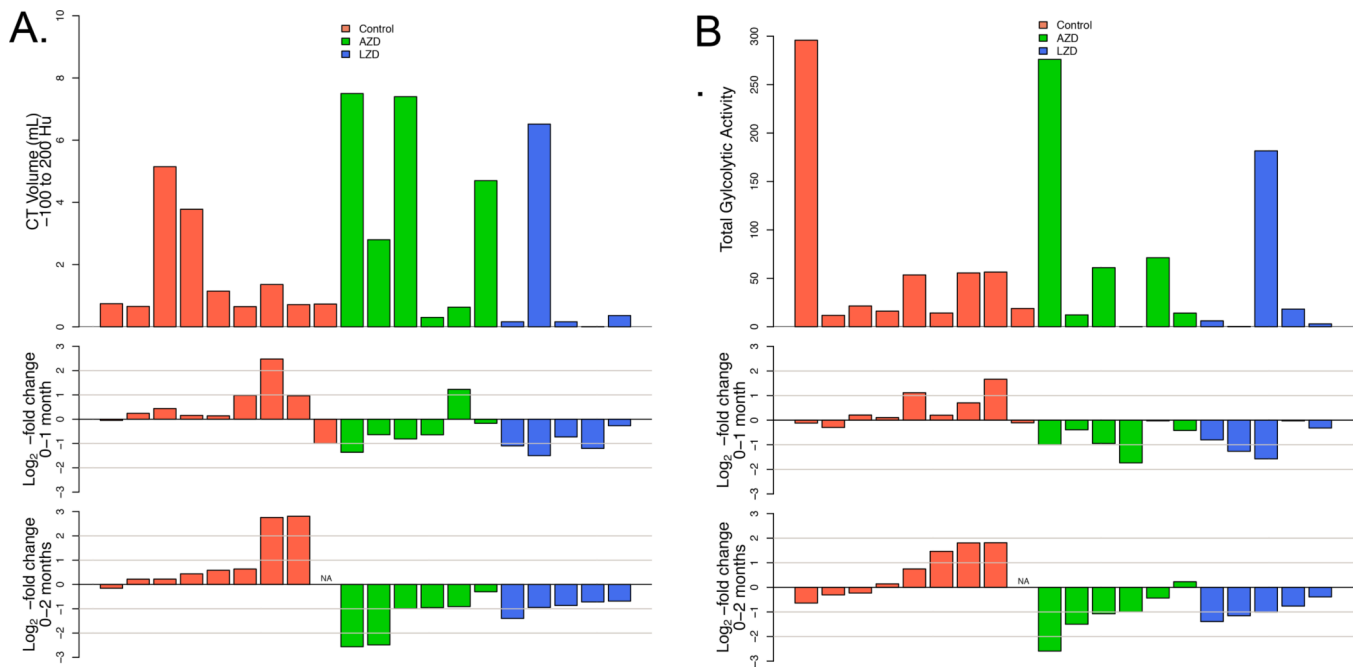 A.
10
8
6
4
2
0
CT Volume (mL)
−100 to 200 Hu
Control
AZD
LZD
3
2
1
0
−1
−2
−3
Log2 −fold change
0−1 month
3
2
1
0
−1
−2
−3
Log2 −fold change
0−2 months
NA
B
.
300
250
200
150
100
50
0
Total Gylcolytic Activity
Control
AZD
LZD
3
2
1
0
−1
−2
−3
Log2 −fold change
0−1 month
3
2
1
0
−1
−2
−3
Log2 −fold change
0−2 months
NA